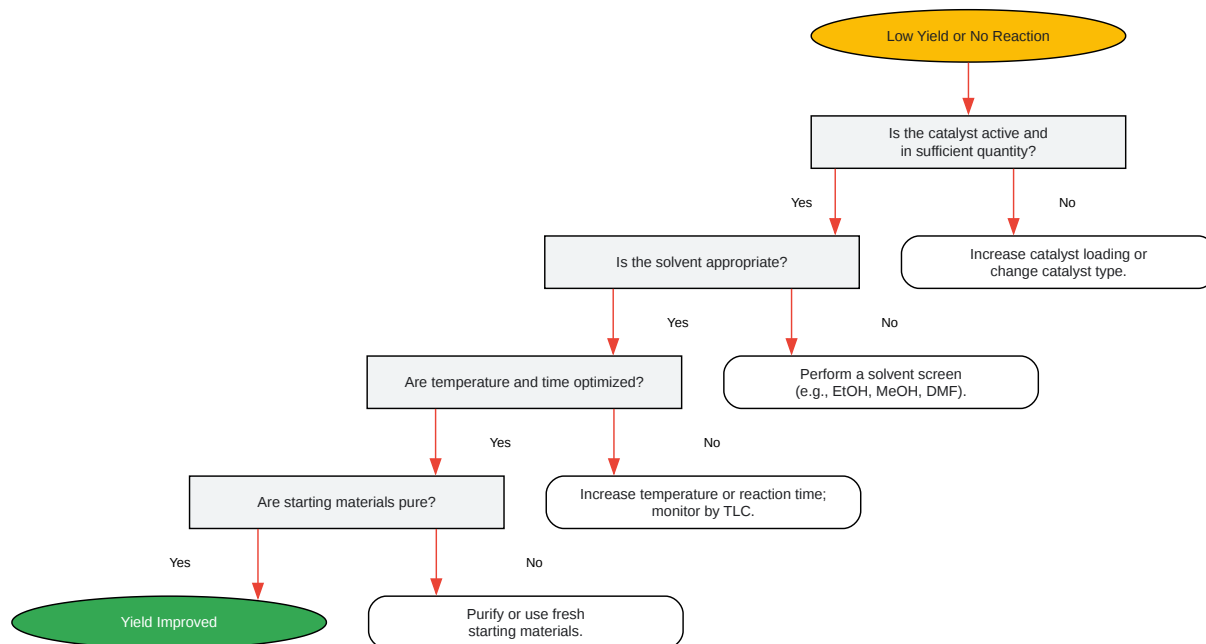 Low Yield or No Reaction
Is the catalyst active and
in sufficient quantity?
Yes
No
Is the solvent appropriate?
Increase catalyst loading or
change catalyst type.
Yes
No
Are temperature and time optimized?
Perform a solvent screen
(e.g., EtOH, MeOH, DMF).
Yes
No
Are starting materials pure?
Increase temperature or reaction time;
monitor by TLC.
Yes
No
Yield Improved
Purify or use fresh
starting materials.